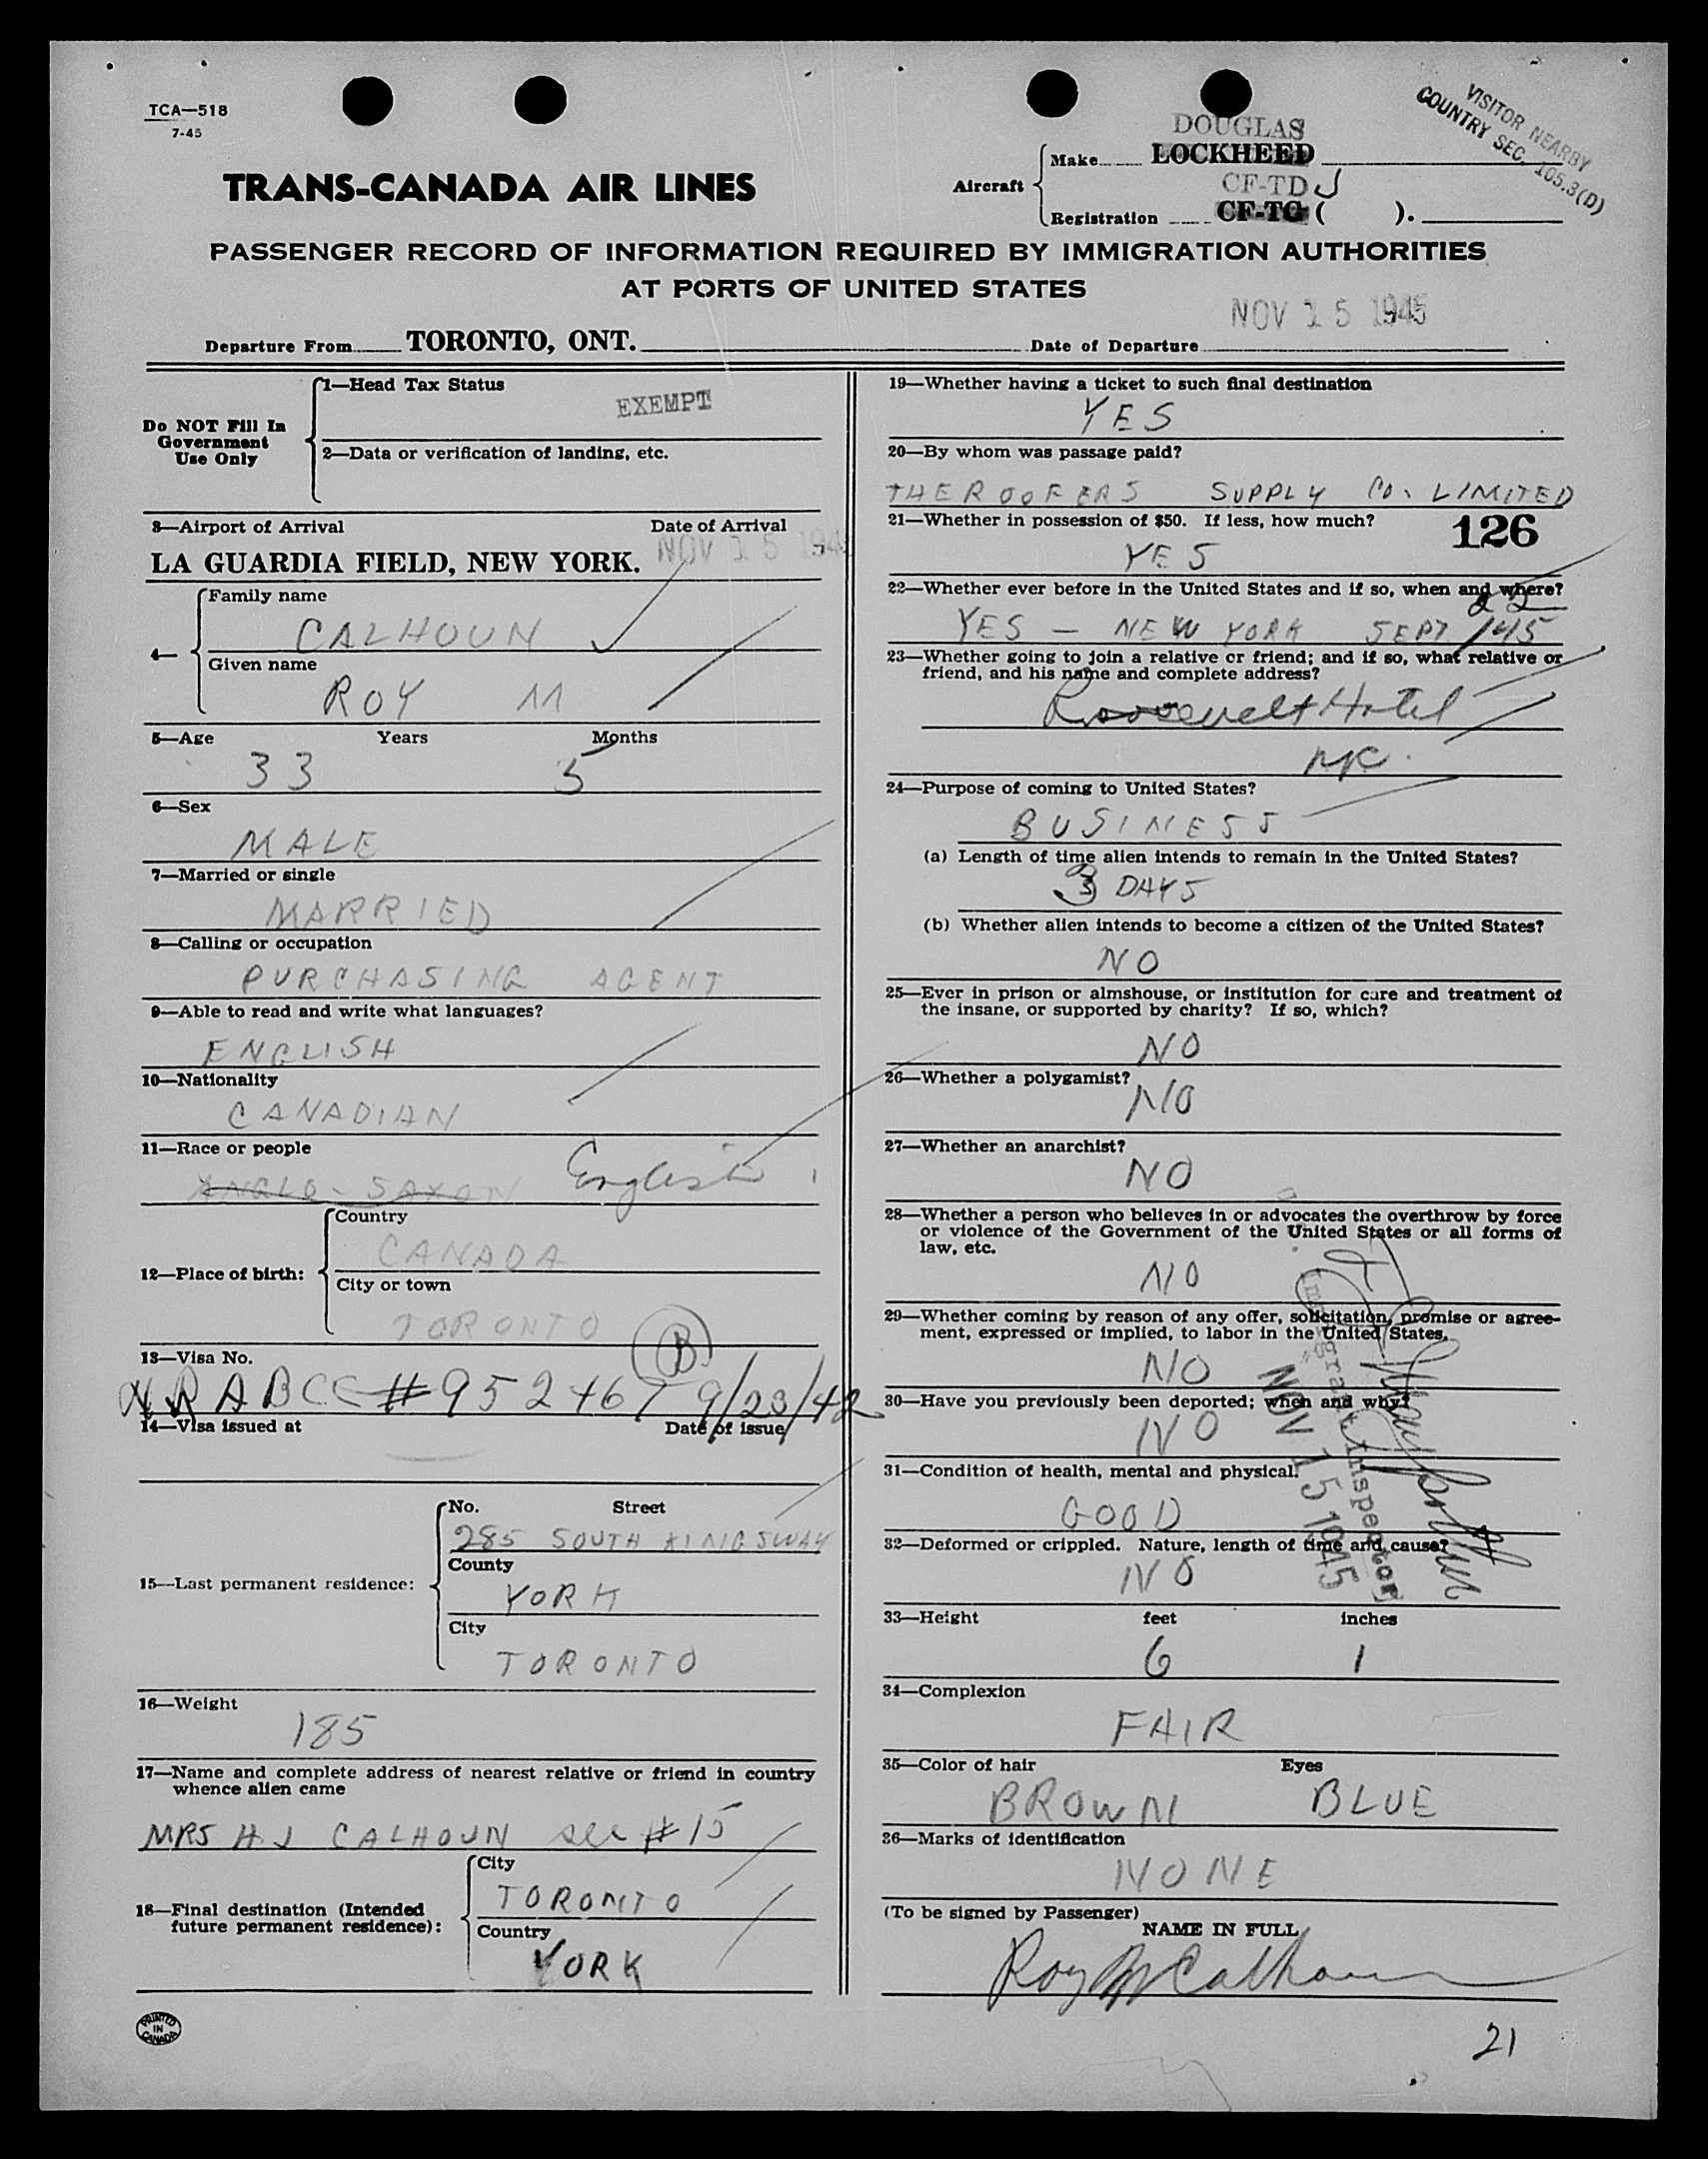 TCA—518
7-45
VISITOR NEARBY
COUNTRY SEC. 105.3(D)
TRANS-CANADA AIR LINES
Aircraft
DOUGLAS
Make LOCKHEED
CF-TD J
Registration CF-TG ( ).
PASSENGER RECORD OF INFORMATION REQUIRED BY IMMIGRATION AUTHORITIES
AT PORTS OF UNITED STATES
NOV 15 1945
Departure From TORONTO, ONT. Date of Departure
Do NOT Fill In
Government
Use Only
1—Head Tax Status
EXEMPT
2—Data or verification of landing, etc.
3—Airport of Arrival Date of Arrival
LA GUARDIA FIELD, NEW YORK. NOV 15 194
4—
Family name
CALHOUN
Given name
ROY M
5—Age Years Months
33 5
6—Sex
MALE
7—Married or single
MARRIED
8—Calling or occupation
PURCHASING AGENT
9—Able to read and write what languages?
ENGLISH
10—Nationality
CANADIAN
11—Race or people
ANGLO-SAXON English
12—Place of birth:
Country
CANADA
City or town
TORONTO
B
13—Visa No.
RABCC #952467 9/23/42
14—Visa issued at Date of issue
15—Last permanent residence:
No. Street
285 SOUTH KINGSWAY
County
YORK
City
TORONTO
16—Weight
185
17—Name and complete address of nearest relative or friend in country
whence alien came
MRS H J CALHOUN see #15
18—Final destination (Intended
future permanent residence):
City
TORONTO
Country
YORK
PRINTED
IN
CANADA
19—Whether having a ticket to such final destination
YES
20—By whom was passage paid?
THE ROOFERS SUPPLY CO. LIMITED
21—Whether in possession of $50. If less, how much?
126
YES
22—Whether ever before in the United States and if so, when and where?
22
YES — NEW YORK SEPT /45
23—Whether going to join a relative or friend; and if so, what relative or
friend, and his name and complete address?
Roosevelt Hotel
NYC.
24—Purpose of coming to United States?
BUSINESS
(a) Length of time alien intends to remain in the United States?
3 DAYS
(b) Whether alien intends to become a citizen of the United States?
NO
25—Ever in prison or almshouse, or institution for care and treatment of
the insane, or supported by charity? If so, which?
NO
26—Whether a polygamist?
NO
27—Whether an anarchist?
NO
28—Whether a person who believes in or advocates the overthrow by force
or violence of the Government of the United States or all forms of
law, etc.
NO
29—Whether coming by reason of any offer, solicitation, promise or agree-
ment, expressed or implied, to labor in the United States.
NO
30—Have you previously been deported; when and why?
NO
Immigrant Inspector
NOV 15 1945
31—Condition of health, mental and physical.
GOOD
32—Deformed or crippled. Nature, length of time and cause?
NO
33—Height feet inches
6 1
34—Complexion
FAIR
35—Color of hair Eyes
BROWN BLUE
36—Marks of identification
NONE
(To be signed by Passenger)
NAME IN FULL
Roy M Calhoun
21